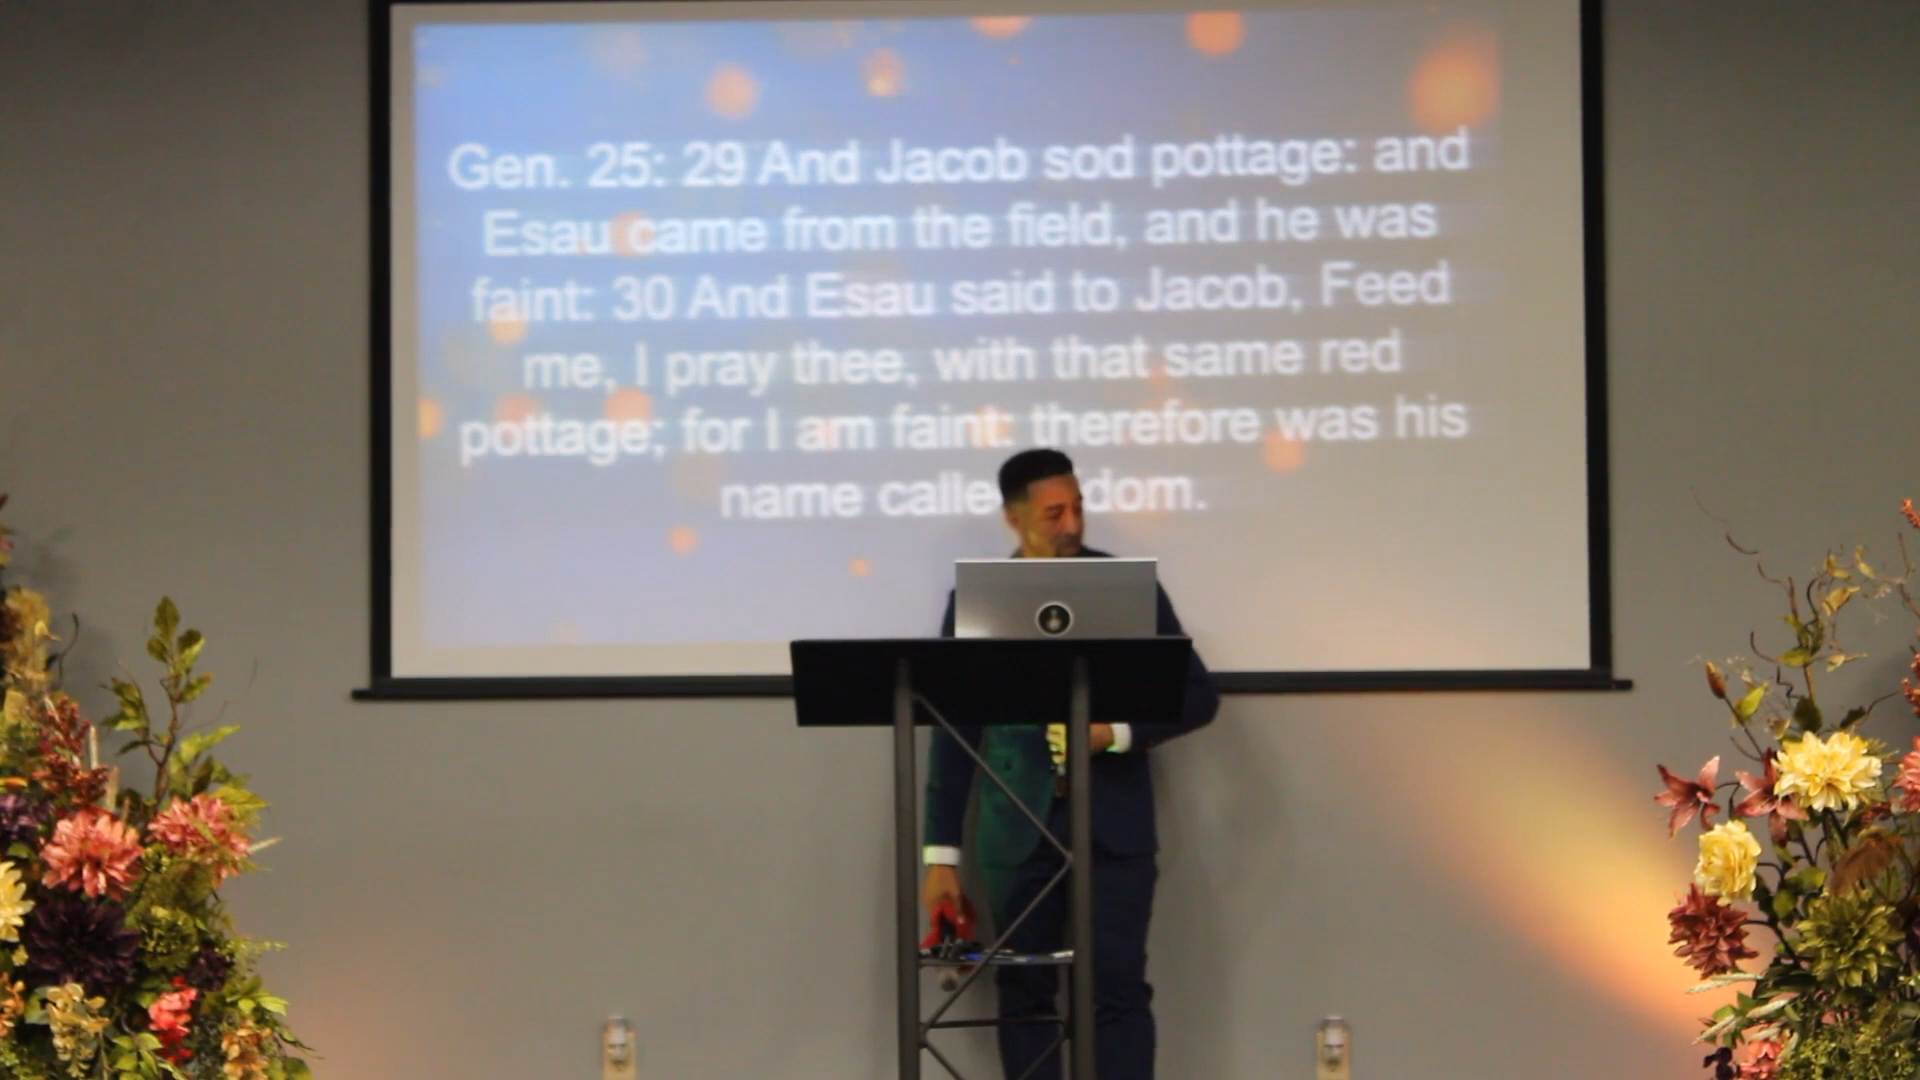 Gen. 25: 29 And Jacob sod pottage: and
Esau came from the field, and he was
faint: 30 And Esau said to Jacob, Feed
me, I pray thee, with that same red
pottage; for I am faint: therefore was his
name calle dom.